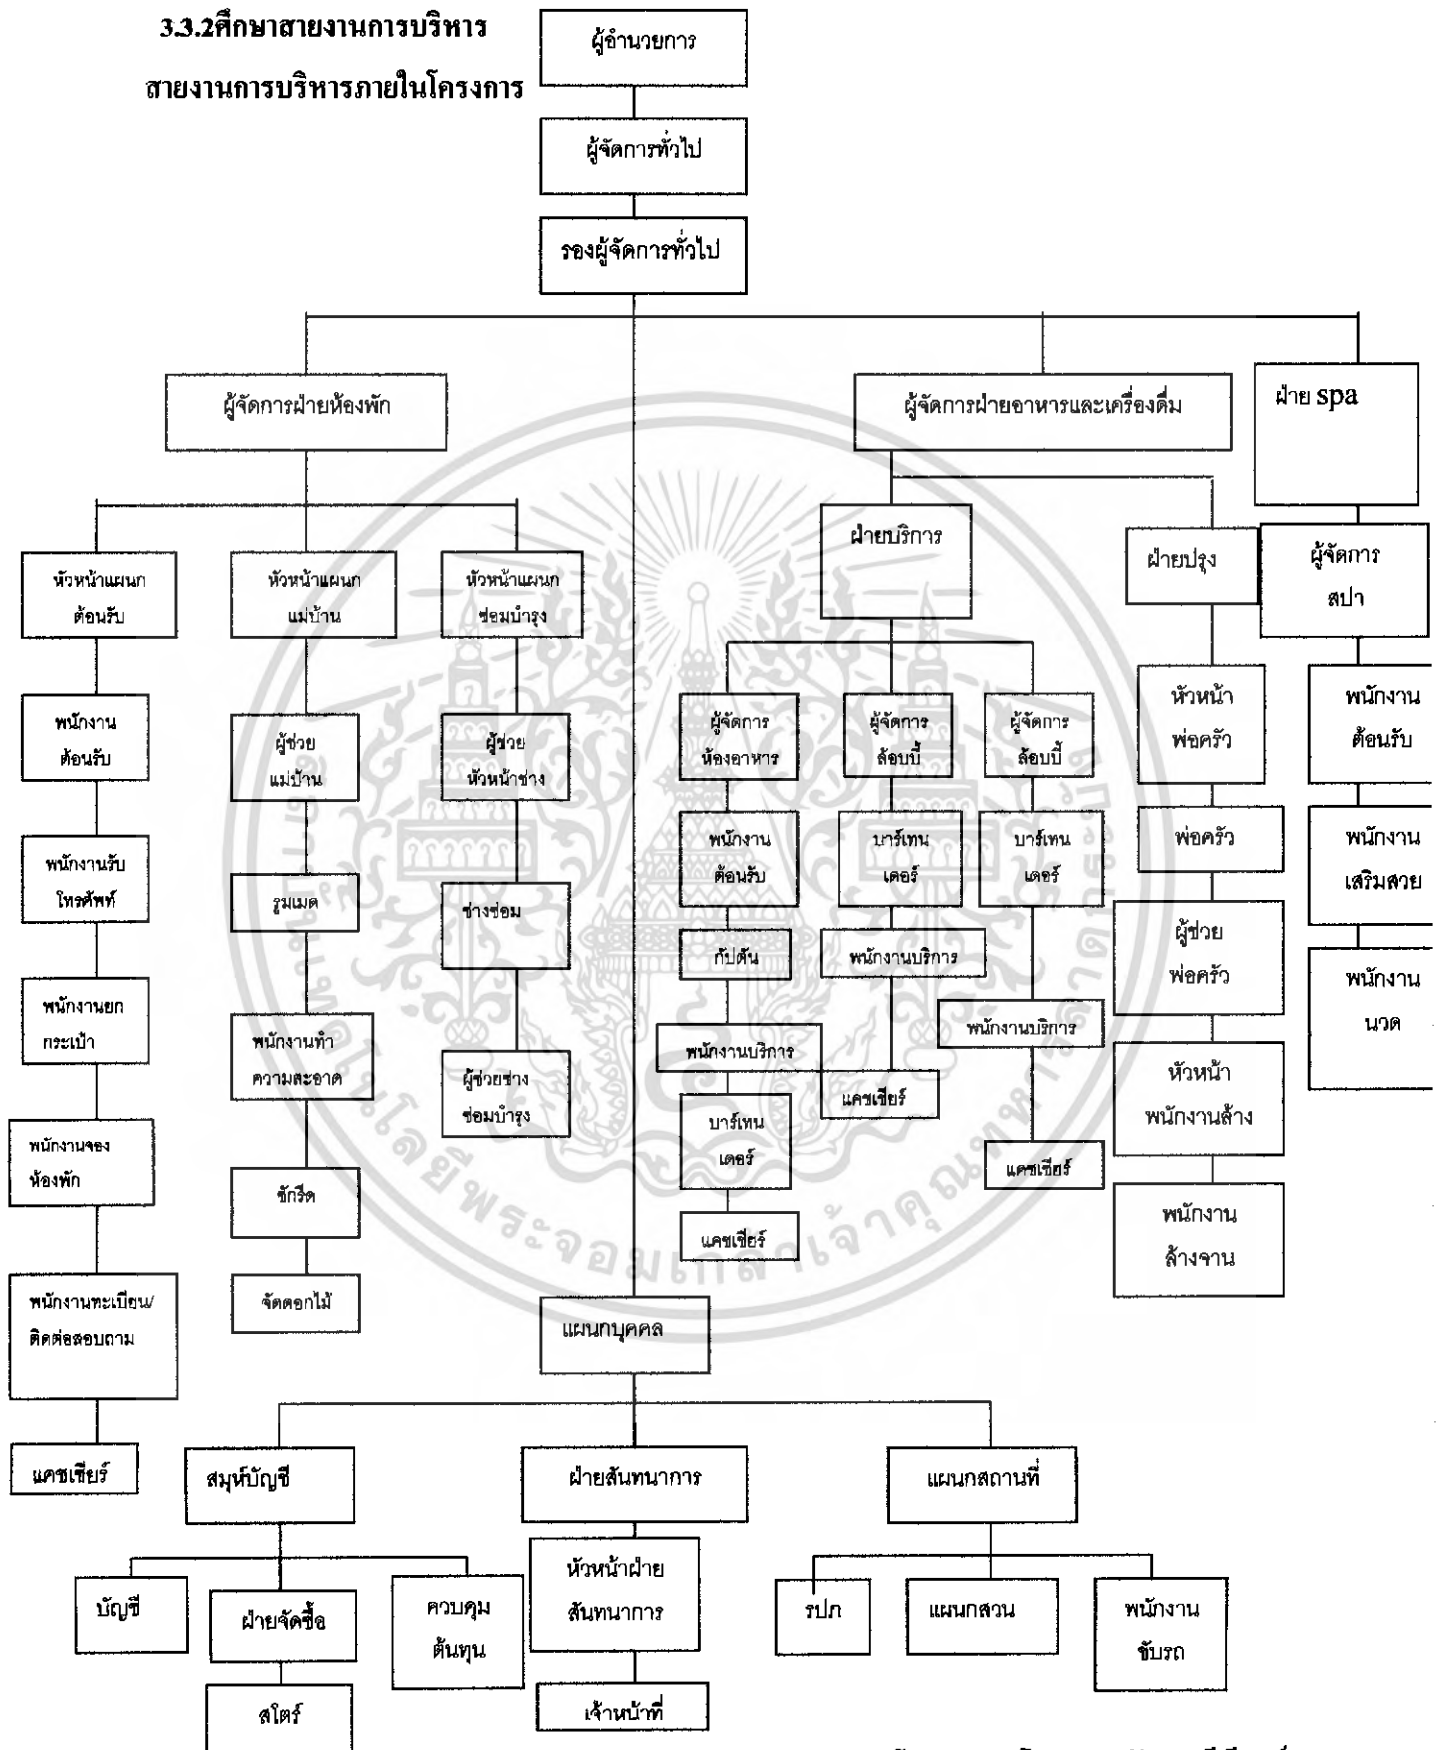 3.3.2ศึกษาสายงานการบริหาร
สายงานการบริหารภายในโครงการ
ผู้อำนวยการ
ผู้จัดการทั่วไป
รองผู้จัดการทั่วไป
ผู้จัดการฝ่ายห้องพัก
ผู้จัดการฝ่ายอาหารและเครื่องดื่ม
ฝ่าย spa
หัวหน้าแผนก
ต้อนรับ
หัวหน้าแผนก
แม่บ้าน
หัวหน้าแผนก
ซ่อมบำรุง
ฝ่ายบริการ
ฝ่ายปรุง
ผู้จัดการ
สปา
พนักงาน
ต้อนรับ
ผู้ช่วย
แม่บ้าน
ผู้ช่วย
หัวหน้าช่าง
ผู้จัดการ
ห้องอาหาร
ผู้จัดการ
ล้อบบี้
ผู้จัดการ
ล้อบบี้
หัวหน้า
พ่อครัว
พนักงาน
ต้อนรับ
พนักงานรับ
โทรศัพท์
รูมเมด
ช่างซ่อม
พนักงาน
ต้อนรับ
บาร์เทน
เดอร์
บาร์เทน
เดอร์
พ่อครัว
พนักงาน
เสริมสวย
พนักงานยก
กระเป๋า
พนักงานทำ
ความสะอาด
ผู้ช่วยช่าง
ซ่อมบำรุง
กัปตัน
พนักงานบริการ
พนักงานบริการ
ผู้ช่วย
พ่อครัว
พนักงาน
นวด
พนักงานบริการ
แคชเชียร์
หัวหน้า
พนักงานล้าง
พนักงานจอง
ห้องพัก
ซักรีด
บาร์เทน
เดอร์
แคชเชียร์
พนักงาน
ล้างจาน
แคชเชียร์
พนักงานทะเบียน/
ติดต่อสอบถาม
จัดดอกไม้
แผนกบุคคล
แคชเชียร์
สมุห์บัญชี
ฝ่ายสันทนาการ
แผนกสถานที่
บัญชี
ฝ่ายจัดซื้อ
ควบคุม
ต้นทุน
หัวหน้าฝ่าย
สันทนาการ
รปภ
แผนกสวน
พนักงาน
ขับรถ
สโตร์
เจ้าหน้าที่